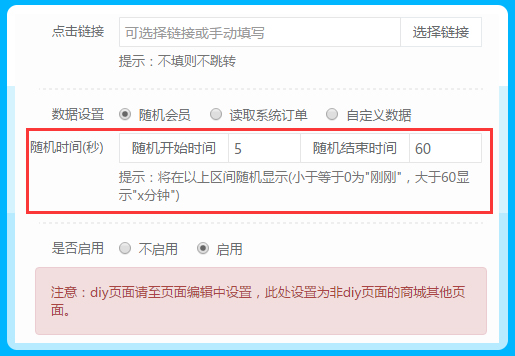 点击链接 可选择链接或手动填写 选择链接
提示：不填则不跳转
数据设置 随机会员 读取系统订单 自定义数据
随机时间(秒) 随机开始时间 5 随机结束时间 60
提示：将在以上区间随机显示(小于等于0为"刚刚"，大于60显
示"x分钟")
是否启用 不启用 启用
注意：diy页面请至页面编辑中设置，此处设置为非diy页面的商城其他页
面。